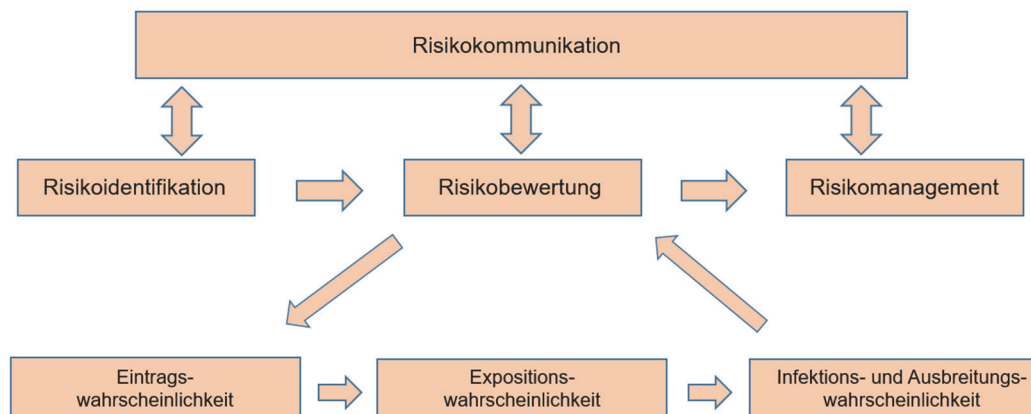 Risikokommunikation
Risikoidentifikation
Risikobewertung
Risikomanagement
Eintrags-
wahrscheinlichkeit
Expositions-
wahrscheinlichkeit
Infektions- und Ausbreitungs-
wahrscheinlichkeit